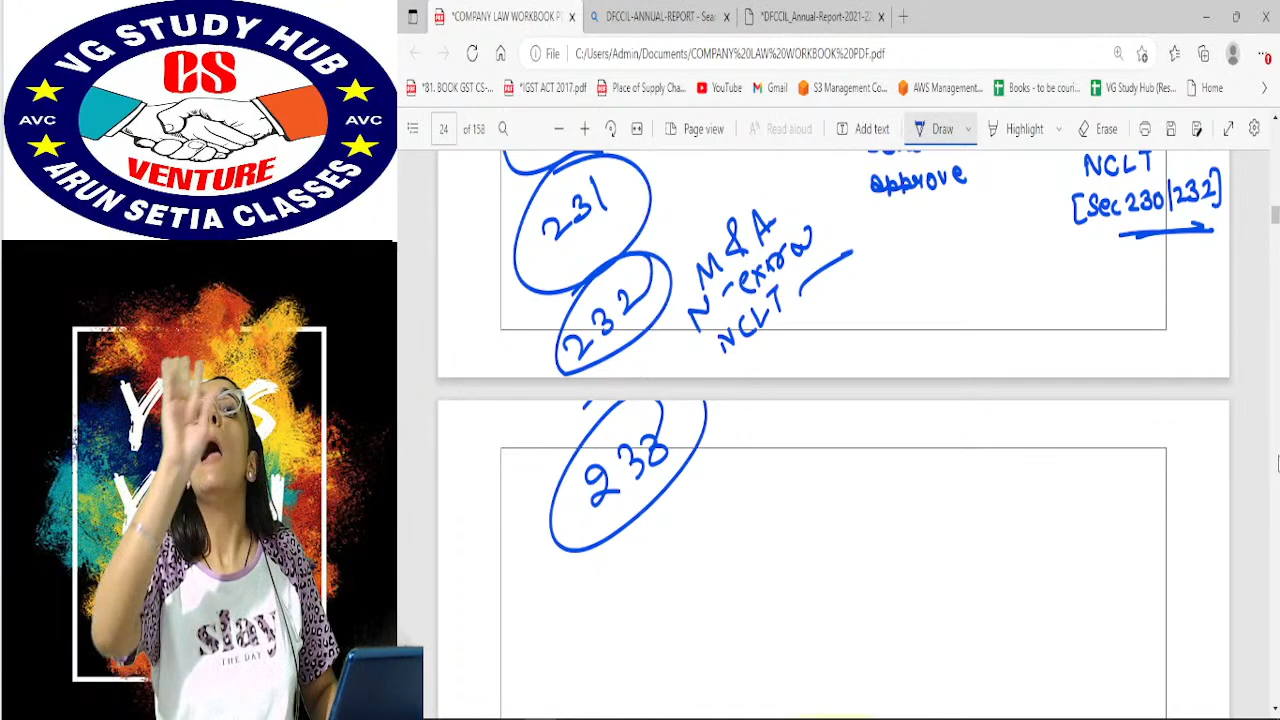 VG STUDY HUB
CS
AVC
AVC
VENTURE
ARUN SETIA CLASSES
slay
THE DAY
*COMPANY LAW WORKBOOK P
DFCCIL-ANNUAL-REPORT - Sear
*DFCCIL_Annual-Report-2021-2
File
C:/Users/Admin/Documents/COMPANY%20LAW%20WORKBOOK%20PDF.pdf
*81. BOOK GST CC-...
*IGST ACT 2017.pdf
Place of Supply Cha...
YouTube
Gmail
S3 Management Co...
AWS Management...
Books - to be couri...
VG Study Hub (Res...
Home
24
of 158
Page view
Read aloud
Add text
Draw
Highlight
Erase
approve
NCLT
[Sec 230/232]
231
M & A
232
NCLT
238